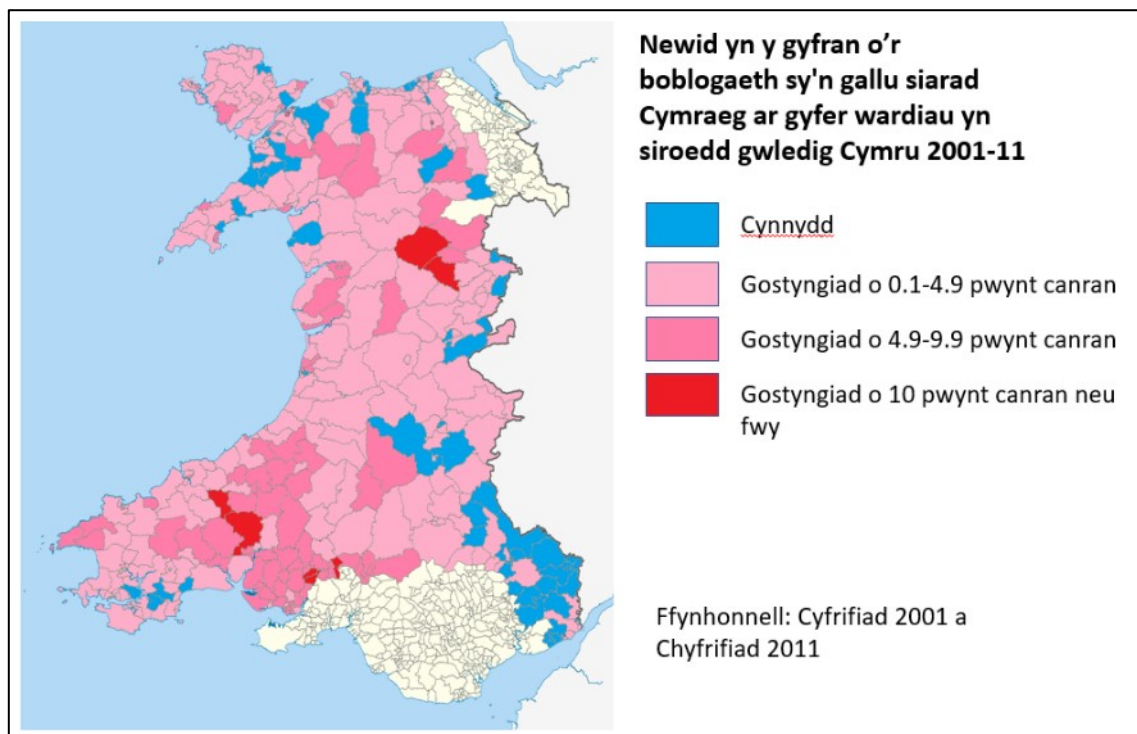 Newid yn y gyfran o'r
boblogaeth sy'n gallu siarad
Cymraeg ar gyfer wardiau yn
siroedd gwledig Cymru 2001-11
Cynnydd
Gostyngiad o 0.1-4.9 pwynt canran
Gostyngiad o 4.9-9.9 pwynt canran
Gostyngiad o 10 pwynt canran neu
fwy
Ffynhonnell: Cyfrifiad 2001 a
Chyfrifiad 2011